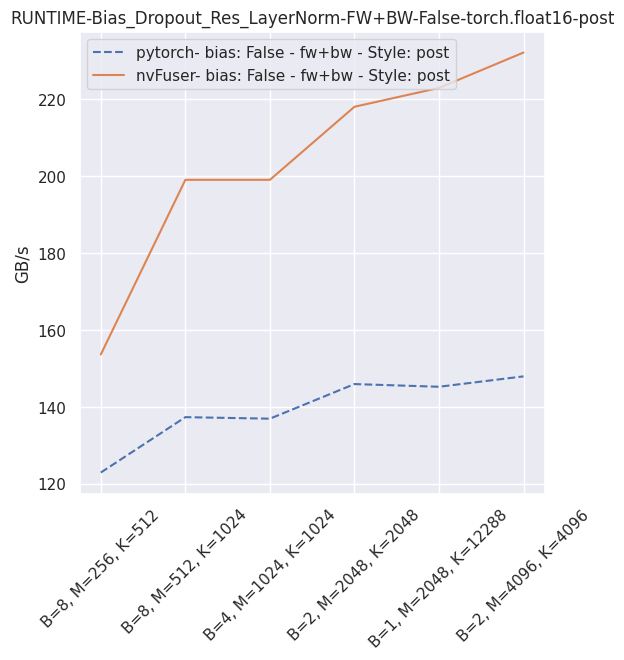 RUNTIME-Bias_Dropout_Res_LayerNorm-FW+BW-False-torch.float16-post
pytorch- bias: False - fw+bw - Style: post
nvFuser- bias: False - fw+bw - Style: post
GB/s
220
200
180
160
140
120
B=8, M=256, K=512
B=8, M=512, K=1024
B=4, M=1024, K=1024
B=2, M=2048, K=2048
B=1, M=2048, K=12288
B=2, M=4096, K=4096